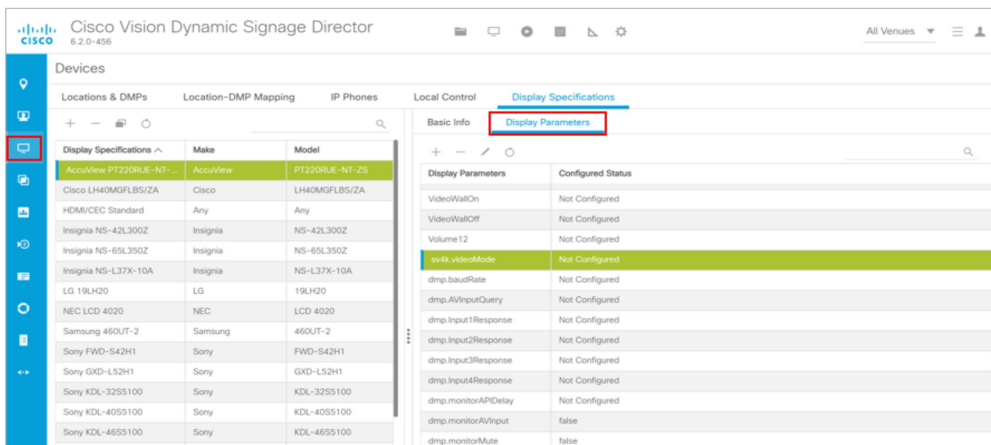 Cisco Vision Dynamic Signage Director
CISCO
6.2.0-456
All Venues
Devices
Locations & DMPs Location-DMP Mapping IP Phones Local Control Display Specifications
Basic Info Display Parameters
Display Specifications Make Model
AccuView PT220RUE-NT-... AccuView PT220RUE-NT-ZS
Cisco LH40MGFLBS/ZA Cisco LH40MGFLBS/ZA
HDMI/CEC Standard Any Any
Insignia NS-42L300Z Insignia NS-42L300Z
Insignia NS-65L350Z Insignia NS-65L350Z
Insignia NS-L37X-10A Insignia NS-L37X-10A
LG 19LH20 LG 19LH20
NEC LCD 4020 NEC LCD 4020
Samsung 460UT-2 Samsung 460UT-2
Sony FWD-S42H1 Sony FWD-S42H1
Sony GXD-L52H1 Sony GXD-L52H1
Sony KDL-32S5100 Sony KDL-32S5100
Sony KDL-40S5100 Sony KDL-40S5100
Sony KDL-46S5100 Sony KDL-46S5100
Display Parameters Configured Status
VideoWallOn Not Configured
VideoWallOff Not Configured
Volume12 Not Configured
sv4k.videoMode Not Configured
dmp.baudRate Not Configured
dmp.AVInputQuery Not Configured
dmp.Input1Response Not Configured
dmp.Input2Response Not Configured
dmp.Input3Response Not Configured
dmp.Input4Response Not Configured
dmp.monitorAPIDelay Not Configured
dmp.monitorAVInput false
dmp.monitorMute false